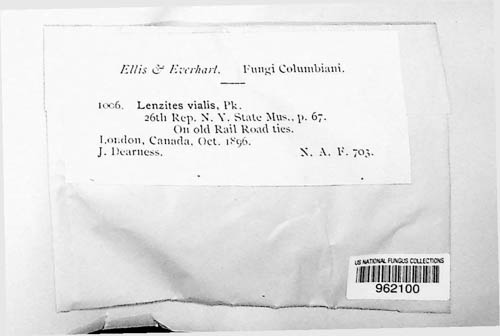 Ellis & Everhart. Fungi Columbiani.
1006. Lenzites vialis, Pk.
26th Rep. N. Y. State Mus., p. 67.
On old Rail Road ties.
London, Canada, Oct. 1896.
J. Dearness. N. A. F. 703.
US NATIONAL FUNGUS COLLECTIONS
962100